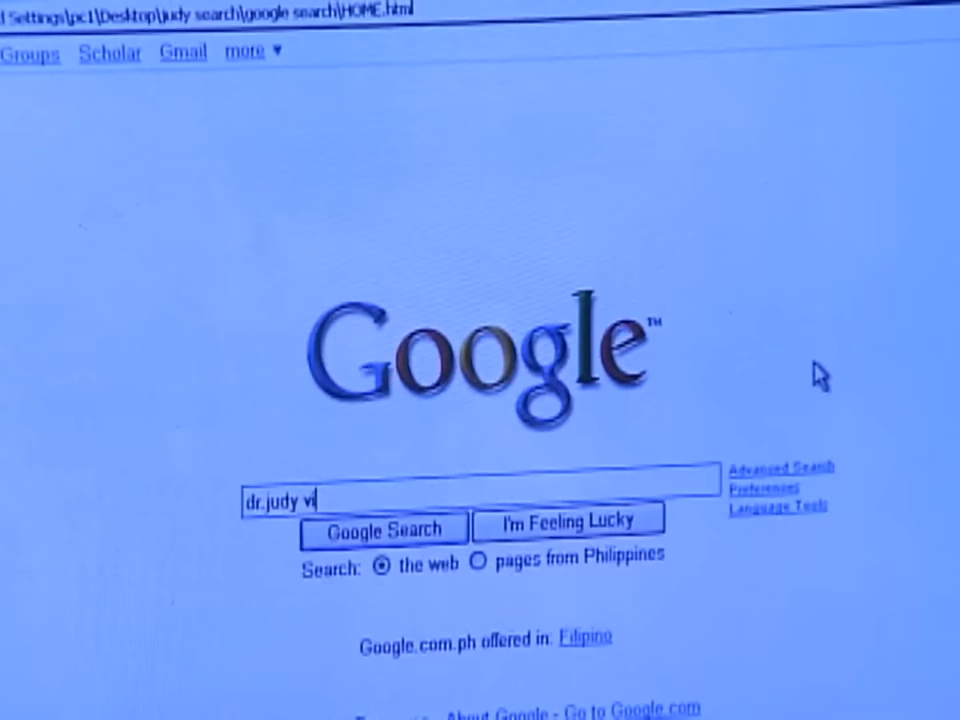 d Settings\pc1\Desktop\judy search\google search\HOME.html
Groups Scholar Gmail more ▼
Google™
dr.judy vi
Advanced Search
Preferences
Language Tools
Google Search I'm Feeling Lucky
Search: the web pages from Philippines
Google.com.ph offered in: Filipino
About Google - Go to Google.com